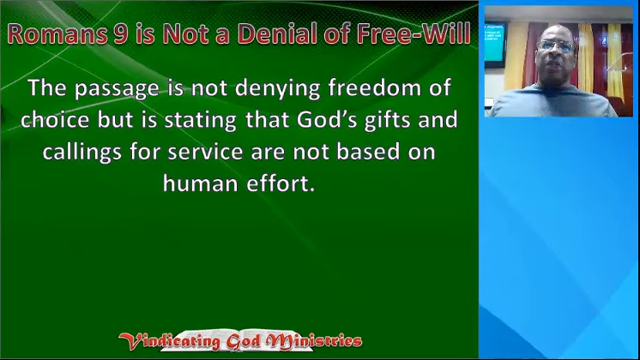 Romans 9 is Not a Denial of Free-Will
The passage is not denying freedom of
choice but is stating that God's gifts and
callings for service are not based on
human effort.
Vindicating God Ministries